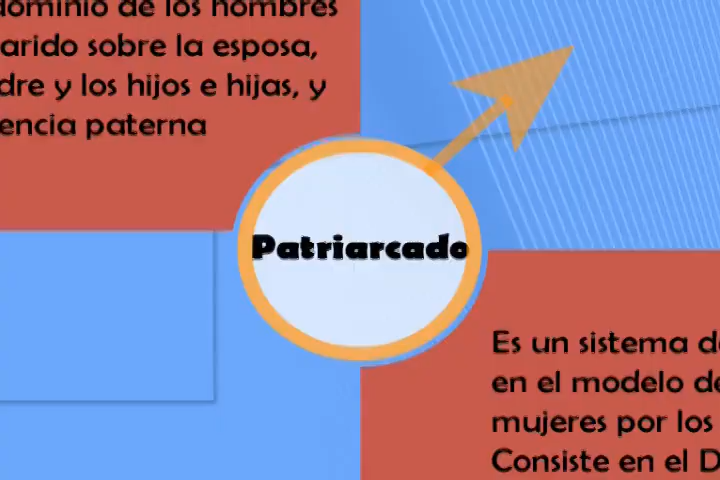 dominio de los hombres
arido sobre la esposa,
dre y los hijos e hijas, y
encia paterna
Patriarcado
Es un sistema d
en el modelo de
mujeres por los
Consiste en el D